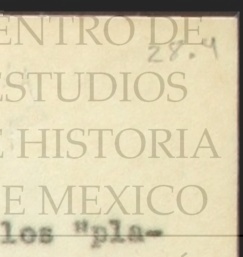 ENTRO DE
28.4
ESTUDIOS
E HISTORIA
E MEXICO
los "pla-